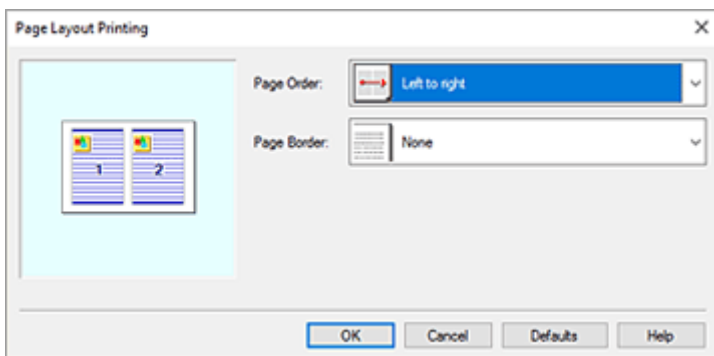 Page Layout Printing
Page Order: Left to right
1 2
Page Border: None
OK Cancel Defaults Help